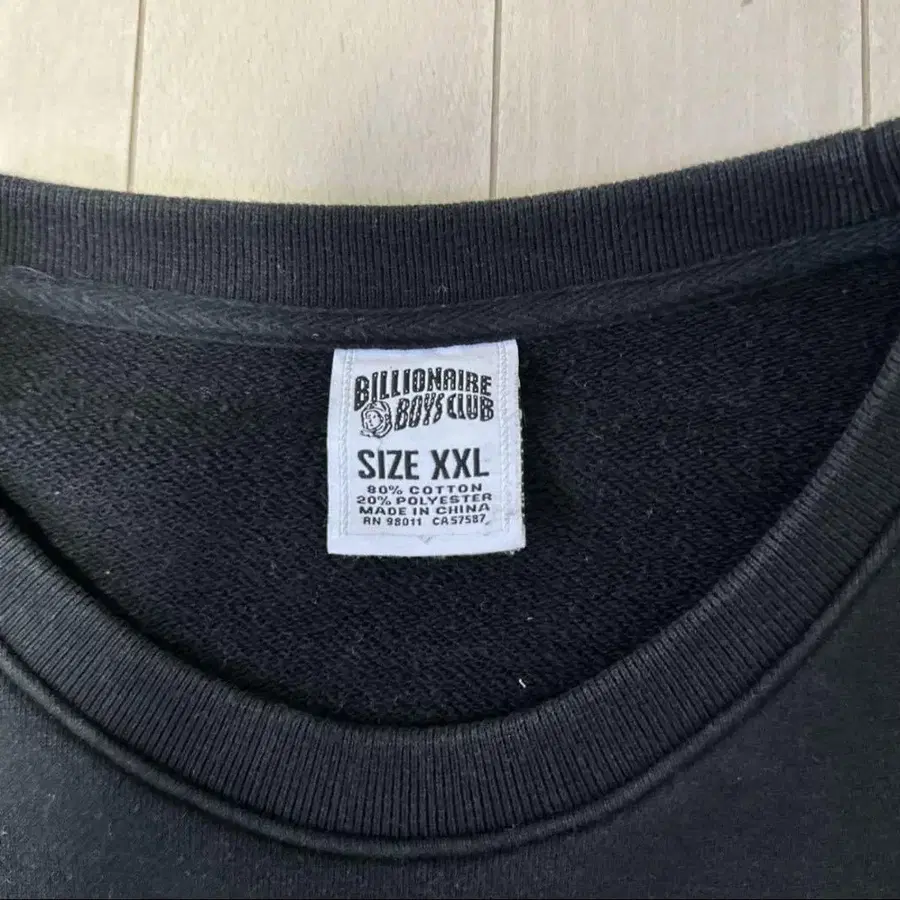 BILLIONAIRE
BOYS CLUB
SIZE XXL
80% COTTON
20% POLYESTER
MADE IN CHINA
RN 98011 CA57587